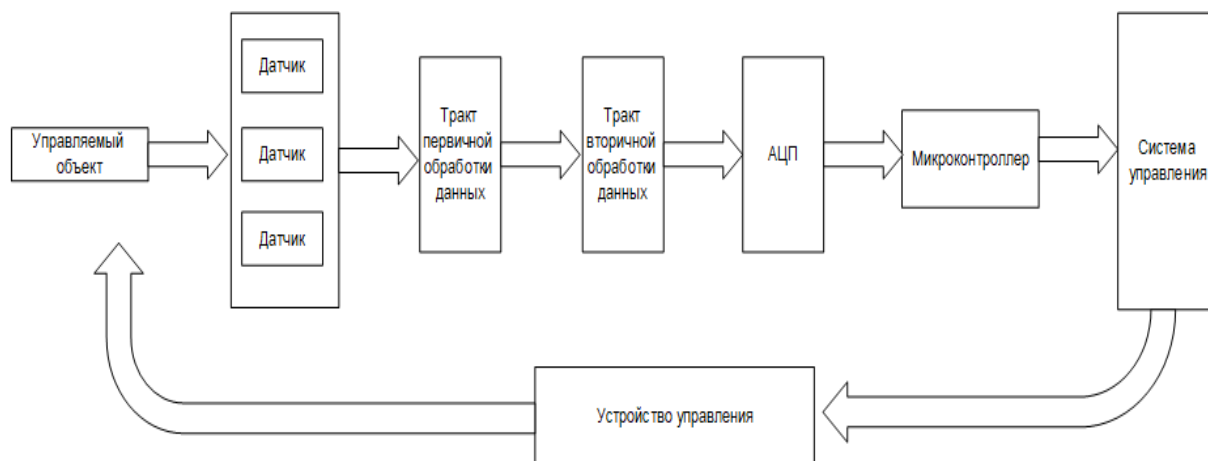 Управляемый
объект
Датчик
Датчик
Датчик
Тракт
первичной
обработки
данных
Тракт
вторичной
обработки
данных
АЦП
Микроконтроллер
Система
управления
Устройство управления